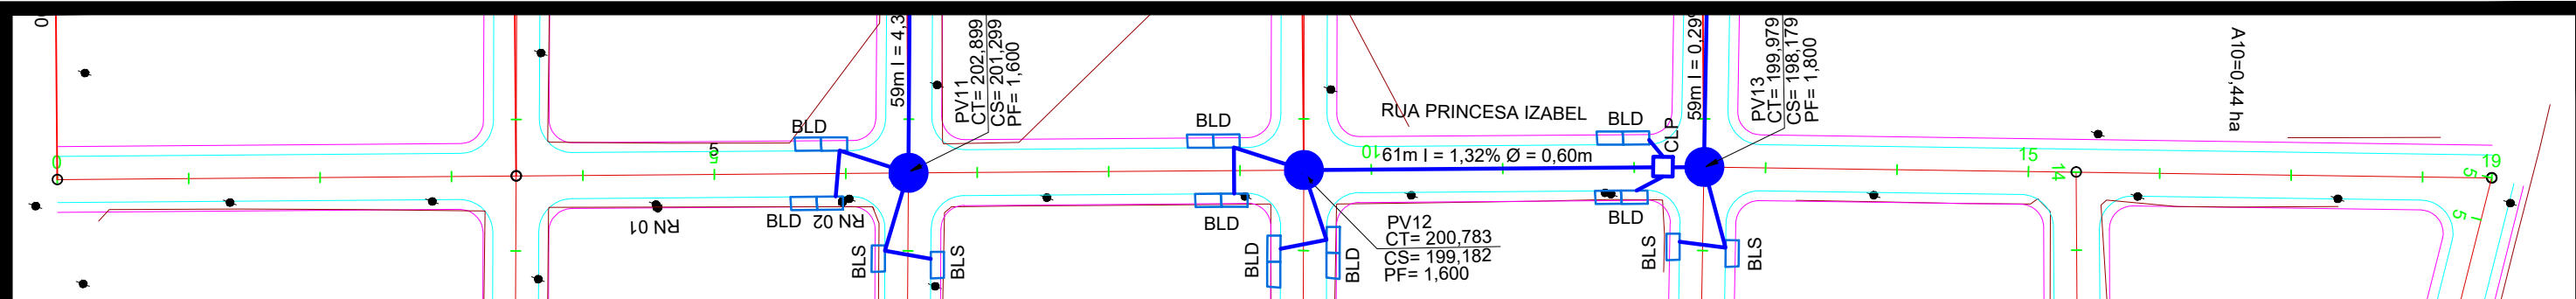 0
59m I = 4,3
PV11
CT= 202,899
CS= 201,299
PF= 1,600
59m I = 0,29
PV13
CT= 199,979
CS= 198,179
PF= 1,800
A10=0,44 ha
RUA PRINCESA IZABEL
BLD
BLD
BLD
CLP
0
5
5
10
61m I = 1,32% Ø = 0,60m
15
14
19
5
5
RN 01
BLD
RN 02
BLD
BLD
BLS
BLS
BLD
BLD
PV12
CT= 200,783
CS= 199,182
PF= 1,600
BLS
BLS